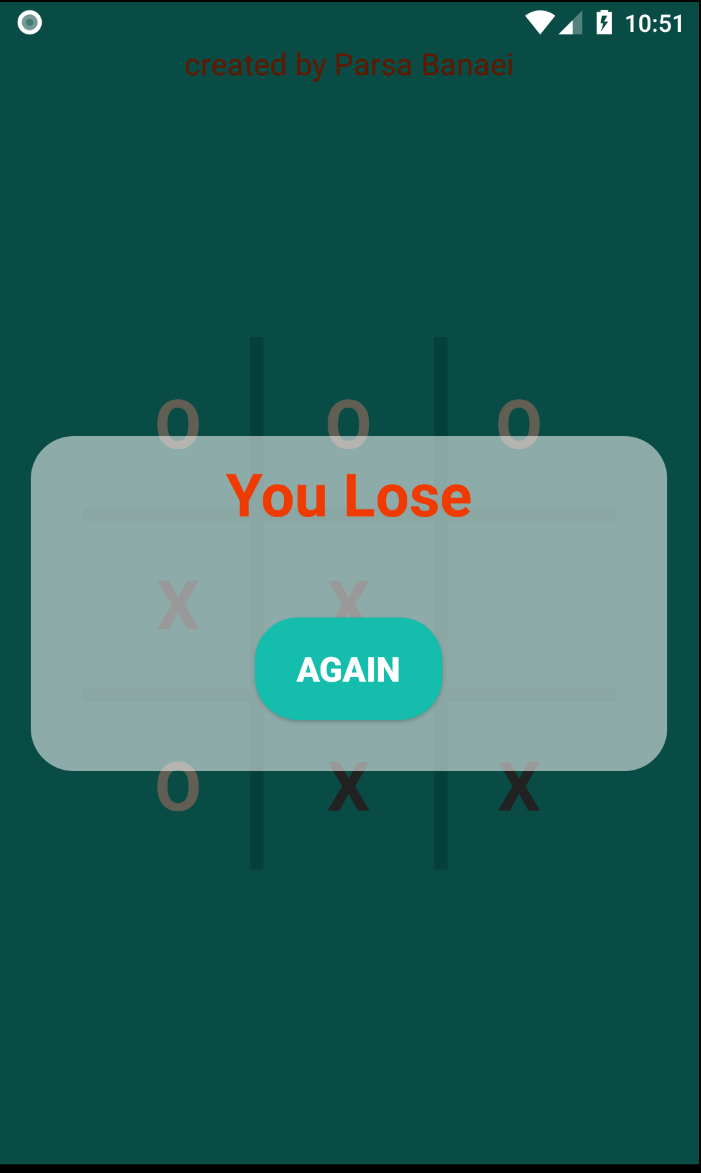 10:51
created by Parsa Banaei
O O O
You Lose
X X
AGAIN
O X X